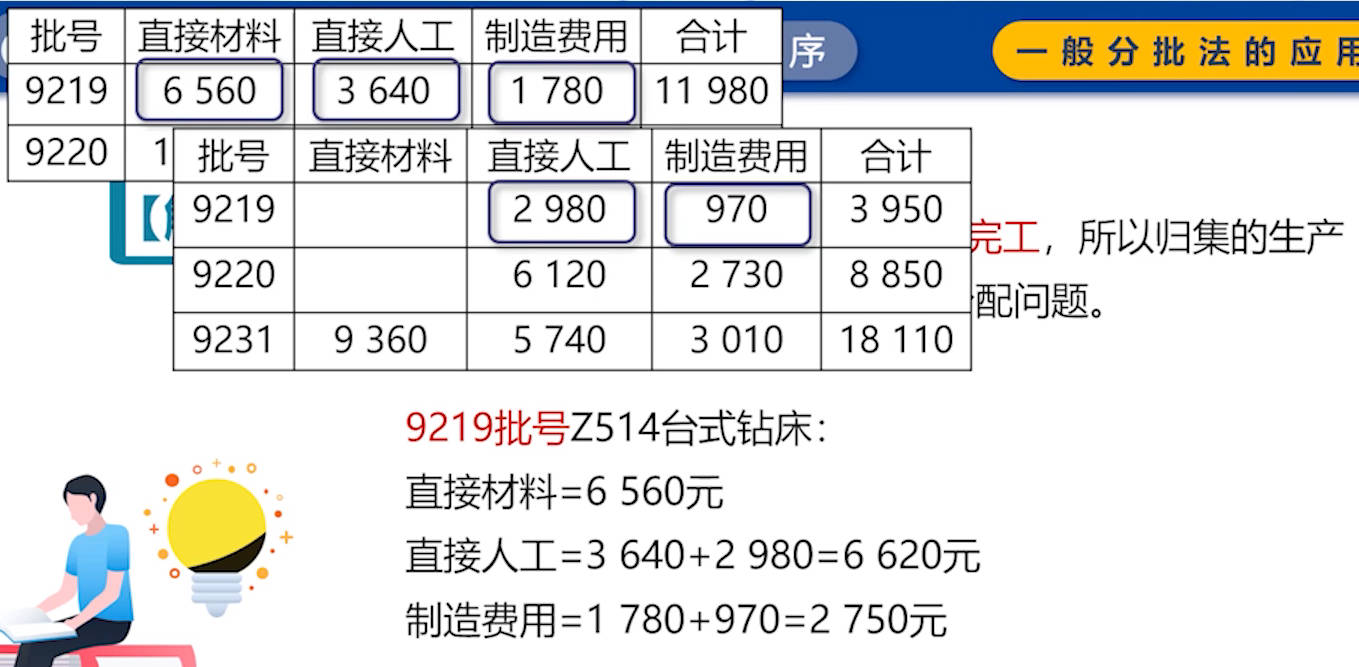 序
一般分批法的应用
批号 直接材料 直接人工 制造费用 合计
9219 6 560 3 640 1 780 11 980
9220 1
批号 直接材料 直接人工 制造费用 合计
9219 2 980 970 3 950
9220 6 120 2 730 8 850
9231 9 360 5 740 3 010 18 110
【
完工，所以归集的生产
配问题。
9219批号Z514台式钻床：
直接材料=6 560元
直接人工=3 640+2 980=6 620元
制造费用=1 780+970=2 750元